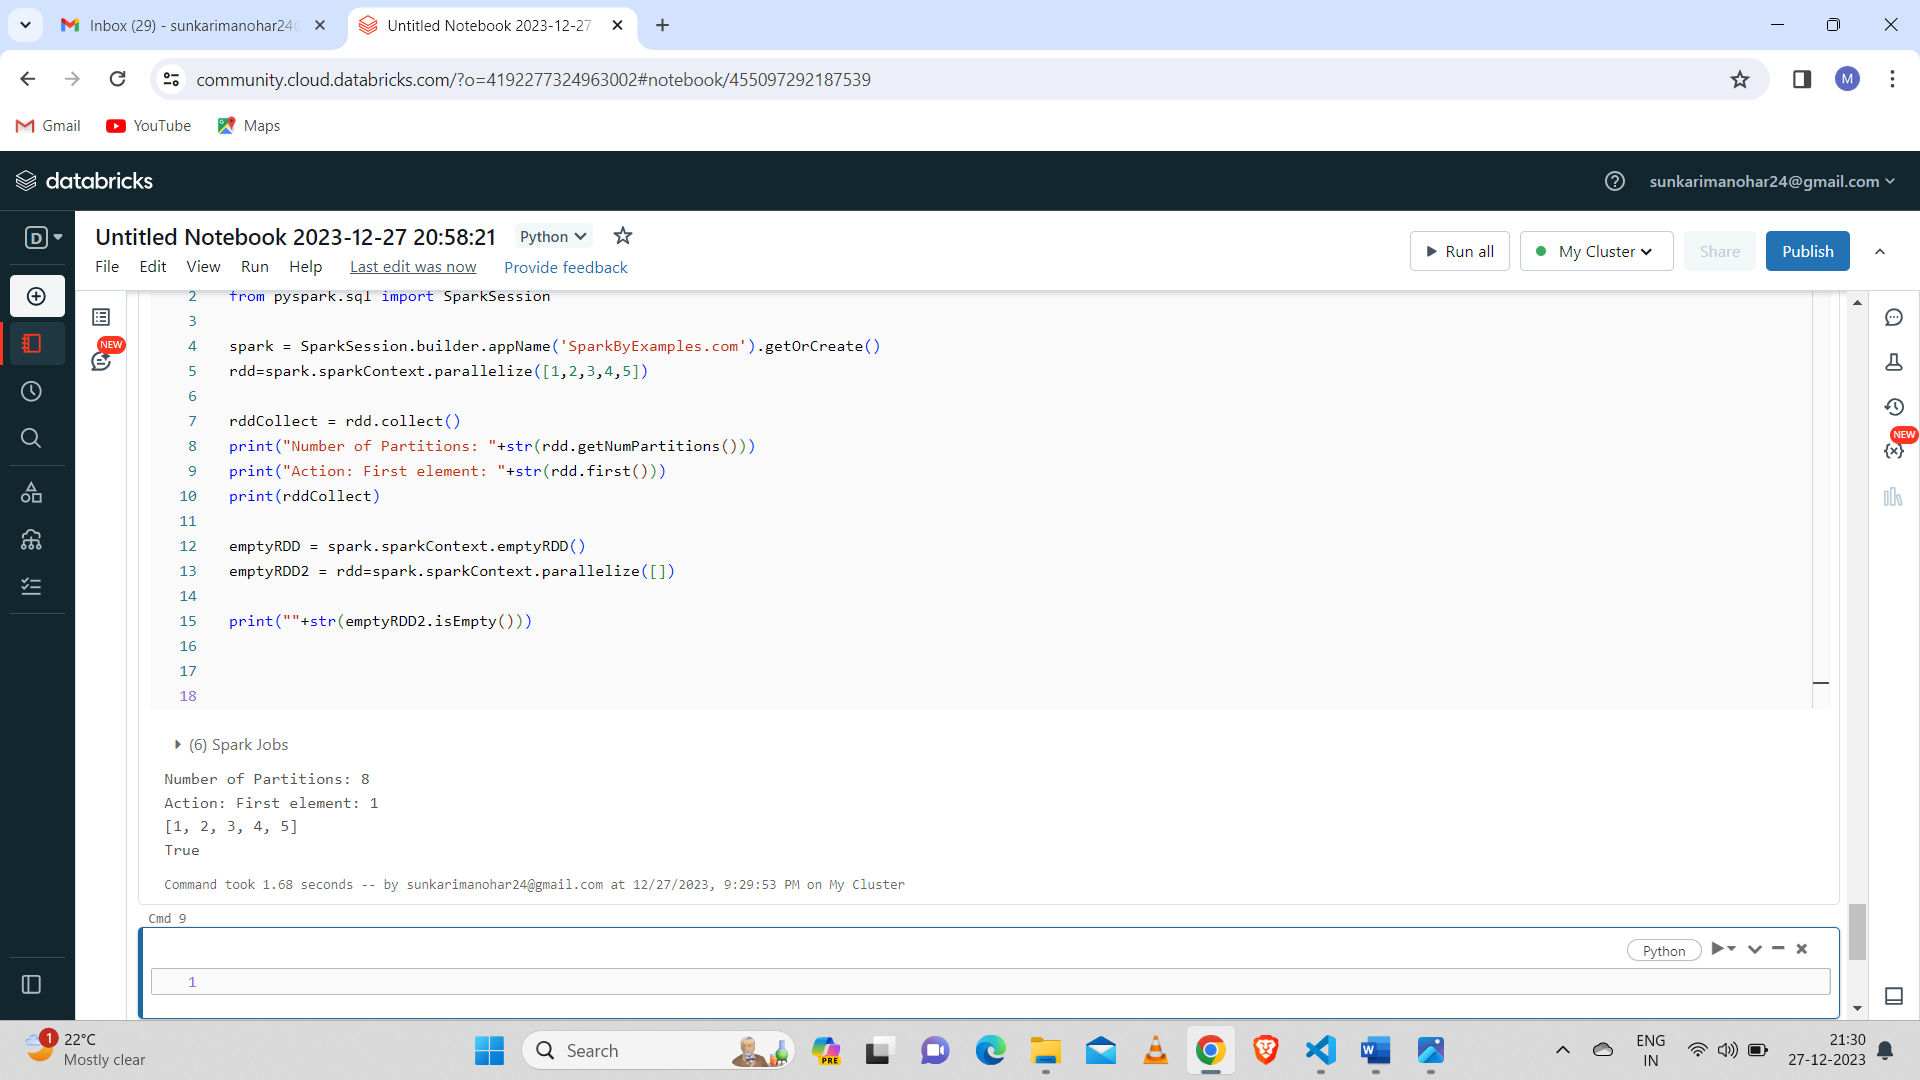 Inbox (29) - sunkarimanohar24
Untitled Notebook 2023-12-27
community.cloud.databricks.com/?o=4192277324963002#notebook/455097292187539
M
Gmail
YouTube
Maps
databricks
sunkarimanohar24@gmail.com
D
Untitled Notebook 2023-12-27 20:58:21
Python
File
Edit
View
Run
Help
Last edit was now
Provide feedback
Run all
My Cluster
Share
Publish
NEW
NEW
2 from pyspark.sql import SparkSession
3
4 spark = SparkSession.builder.appName('SparkByExamples.com').getOrCreate()
5 rdd=spark.sparkContext.parallelize([1,2,3,4,5])
6
7 rddCollect = rdd.collect()
8 print("Number of Partitions: "+str(rdd.getNumPartitions()))
9 print("Action: First element: "+str(rdd.first()))
10 print(rddCollect)
11
12 emptyRDD = spark.sparkContext.emptyRDD()
13 emptyRDD2 = rdd=spark.sparkContext.parallelize([])
14
15 print(""+str(emptyRDD2.isEmpty()))
16
17
18
(6) Spark Jobs
Number of Partitions: 8
Action: First element: 1
[1, 2, 3, 4, 5]
True
Command took 1.68 seconds -- by sunkarimanohar24@gmail.com at 12/27/2023, 9:29:53 PM on My Cluster
Cmd 9
Python
1
1
22°C
Mostly clear
Search
PRE
W
ENG
IN
21:30
27-12-2023